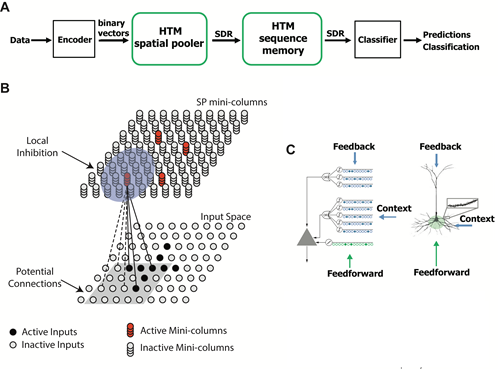 A
Data
Encoder
binary
vectors
HTM
spatial pooler
SDR
HTM
sequence
memory
SDR
Classifier
Predictions
Classification
B
SP mini-columns
Local
Inhibition
Input Space
Potential
Connections
Active Inputs
Inactive Inputs
Active Mini-columns
Inactive Mini-columns
C
Feedback
Context
Feedforward
Feedback
Context
Feedforward